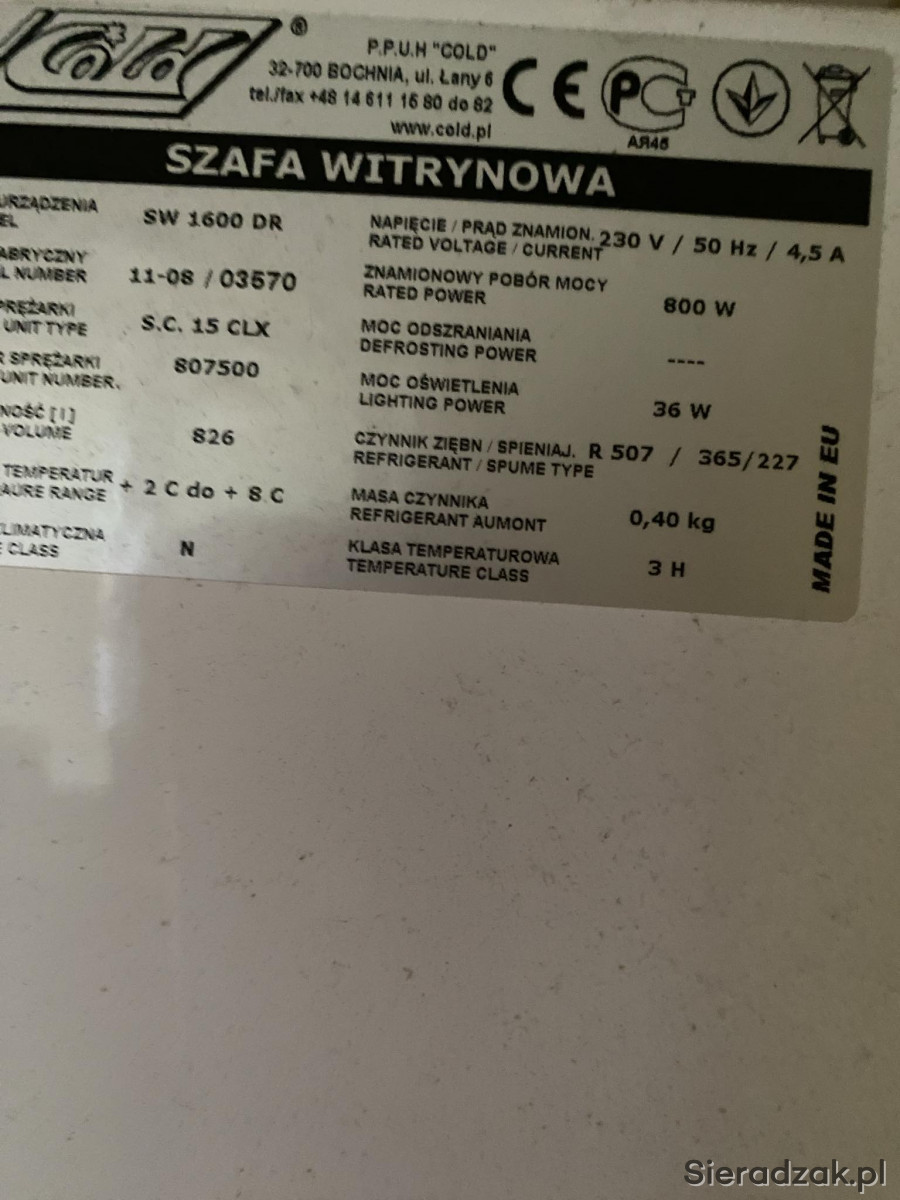 COLD ®
P.P.U.H "COLD"
32-700 BOCHNIA, ul. Łany 6
tel./fax +48 14 611 16 80 do 82
www.cold.pl
CE
PC
АЯ46
SZAFA WITRYNOWA
URZĄDZENIA
EL
SW 1600 DR
ABRYCZNY
L NUMBER
11-08 / 03570
PRĘŻARKI
UNIT TYPE
S.C. 15 CLX
R SPRĘŻARKI
UNIT NUMBER.
807500
NOŚĆ [l]
VOLUME
826
TEMPERATUR
AURE RANGE
+ 2 C do + 8 C
LIMATYCZNA
E CLASS
N
NAPIĘCIE / PRĄD ZNAMION.
RATED VOLTAGE / CURRENT
230 V / 50 Hz / 4,5 A
ZNAMIONOWY POBÓR MOCY
RATED POWER
800 W
MOC ODSZRANIANIA
DEFROSTING POWER
----
MOC OŚWIETLENIA
LIGHTING POWER
36 W
CZYNNIK ZIĘBN / SPIENIAJ.
REFRIGERANT / SPUME TYPE
R 507 / 365/227
MASA CZYNNIKA
REFRIGERANT AUMONT
0,40 kg
KLASA TEMPERATUROWA
TEMPERATURE CLASS
3 H
MADE IN EU
Sieradzak.pl